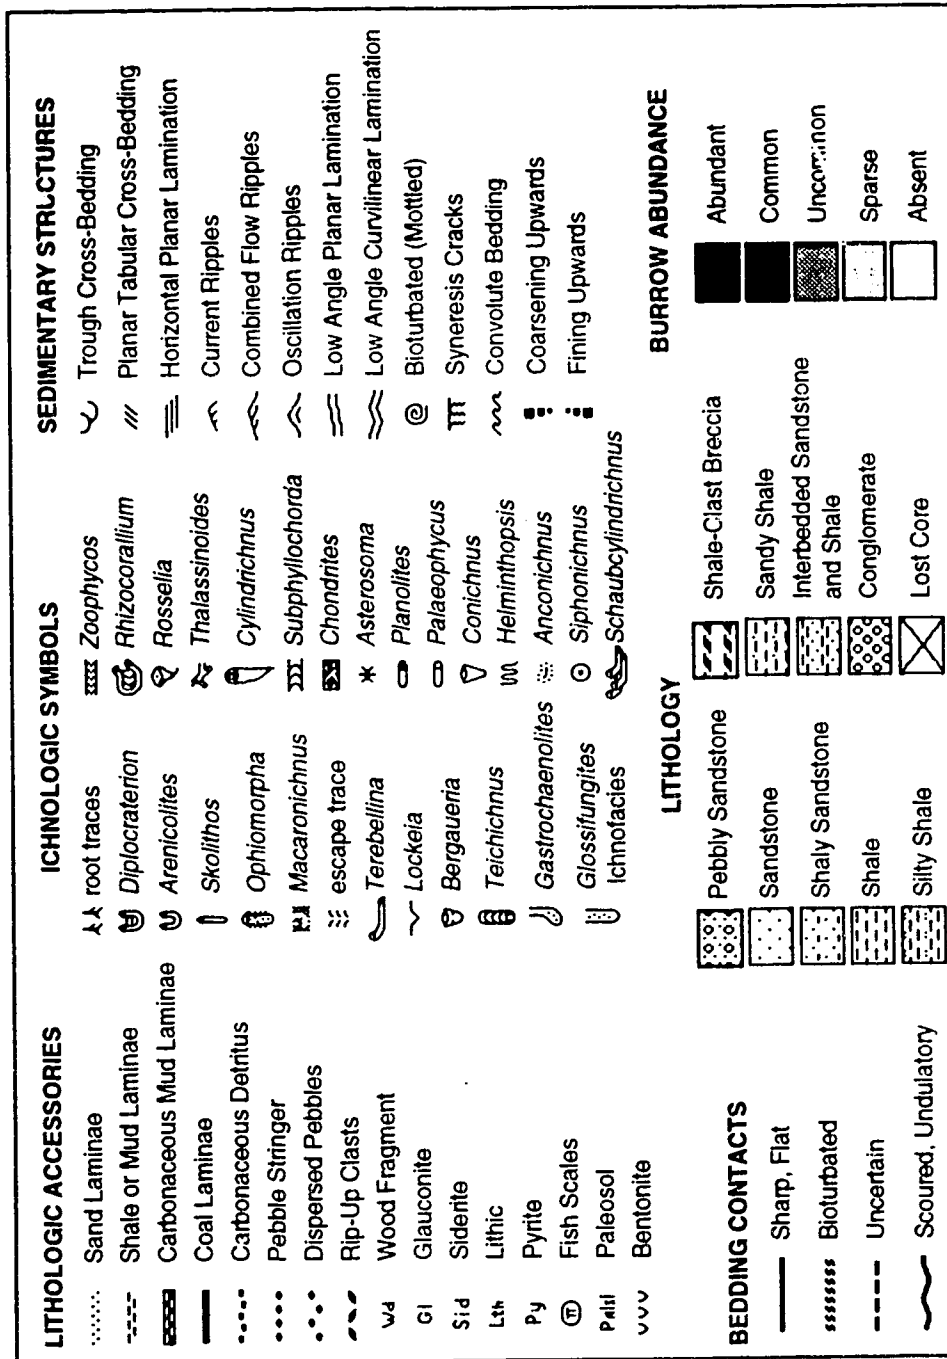 LITHOLOGIC ACCESSORIES
Sand Laminae
Shale or Mud Laminae
Carbonaceous Mud Laminae
Coal Laminae
Carbonaceous Detritus
Pebble Stringer
Dispersed Pebbles
Rip-Up Clasts
Wd Wood Fragment
Gl Glauconite
Sid Siderite
Lth Lithic
Py Pyrite
Fish Scales
Paleosol
Bentonite
ICHNOLOGIC SYMBOLS
root traces
Diplocraterion
Arenicolites
Skolithos
Ophiomorpha
Macaronichnus
escape trace
Terebellina
Lockeia
Bergaueria
Teichichnus
Gastrochaenolites
Glossifungites
Ichnofacies
Zoophycos
Rhizocorallium
Rosselia
Thalassinoides
Cylindrichnus
Subphyllochorda
Chondrites
Asterosoma
Planolites
Palaeophycus
Conichnus
Helminthopsis
Anconichnus
Siphonichnus
Schaubcylindrichnus
SEDIMENTARY STRLCTURES
Trough Cross-Bedding
Planar Tabular Cross-Bedding
Horizontal Planar Lamination
Current Ripples
Combined Flow Ripples
Oscillation Ripples
Low Angle Planar Lamination
Low Angle Curvilinear Lamination
Bioturbated (Mottled)
Syneresis Cracks
Convolute Bedding
Coarsening Upwards
Fining Upwards
BEDDING CONTACTS
Sharp, Flat
Bioturbated
Uncertain
Scoured, Undulatory
LITHOLOGY
Pebbly Sandstone
Sandstone
Shaly Sandstone
Shale
Silty Shale
Shale-Clast Breccia
Sandy Shale
Interbedded Sandstone
and Shale
Conglomerate
Lost Core
BURROW ABUNDANCE
Abundant
Common
Uncommon
Sparse
Absent